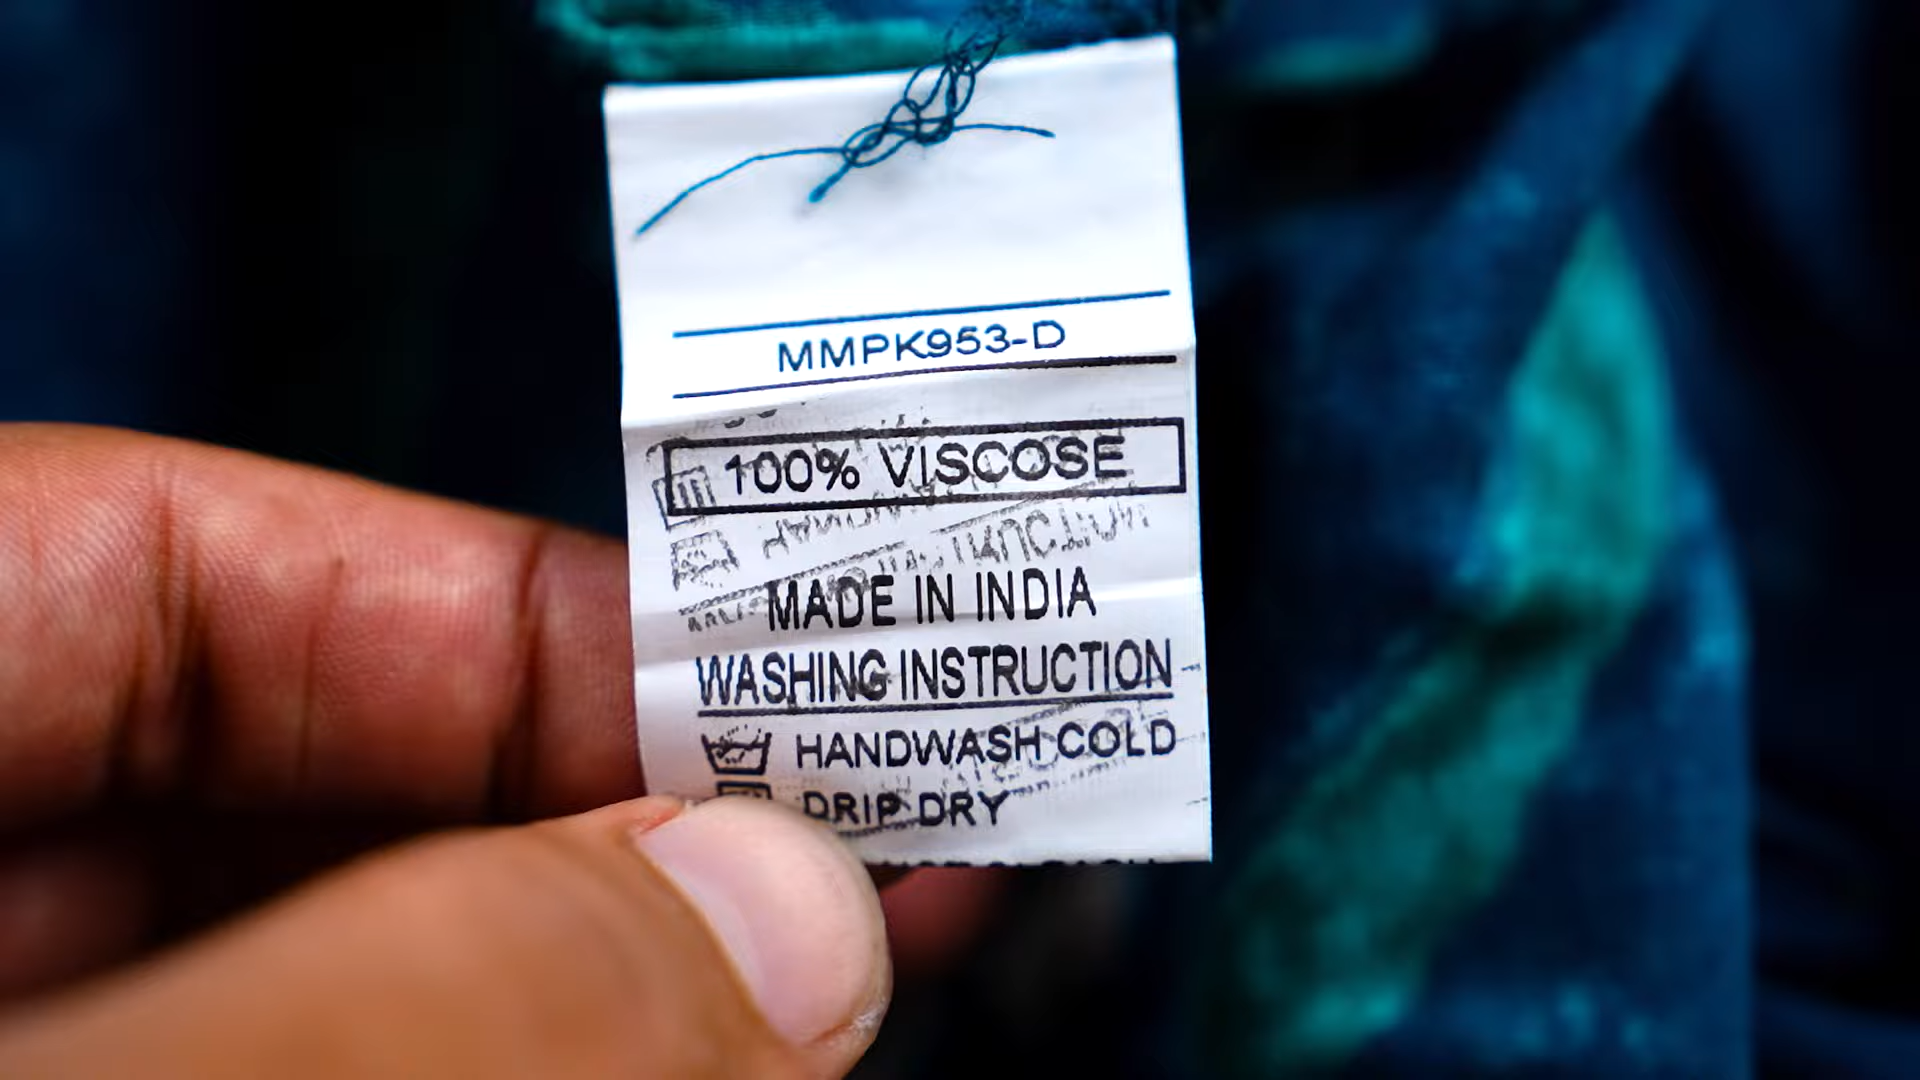 MMPK953-D
100% VISCOSE
MADE IN INDIA
WASHING INSTRUCTION
HANDWASH COLD
DRIP DRY